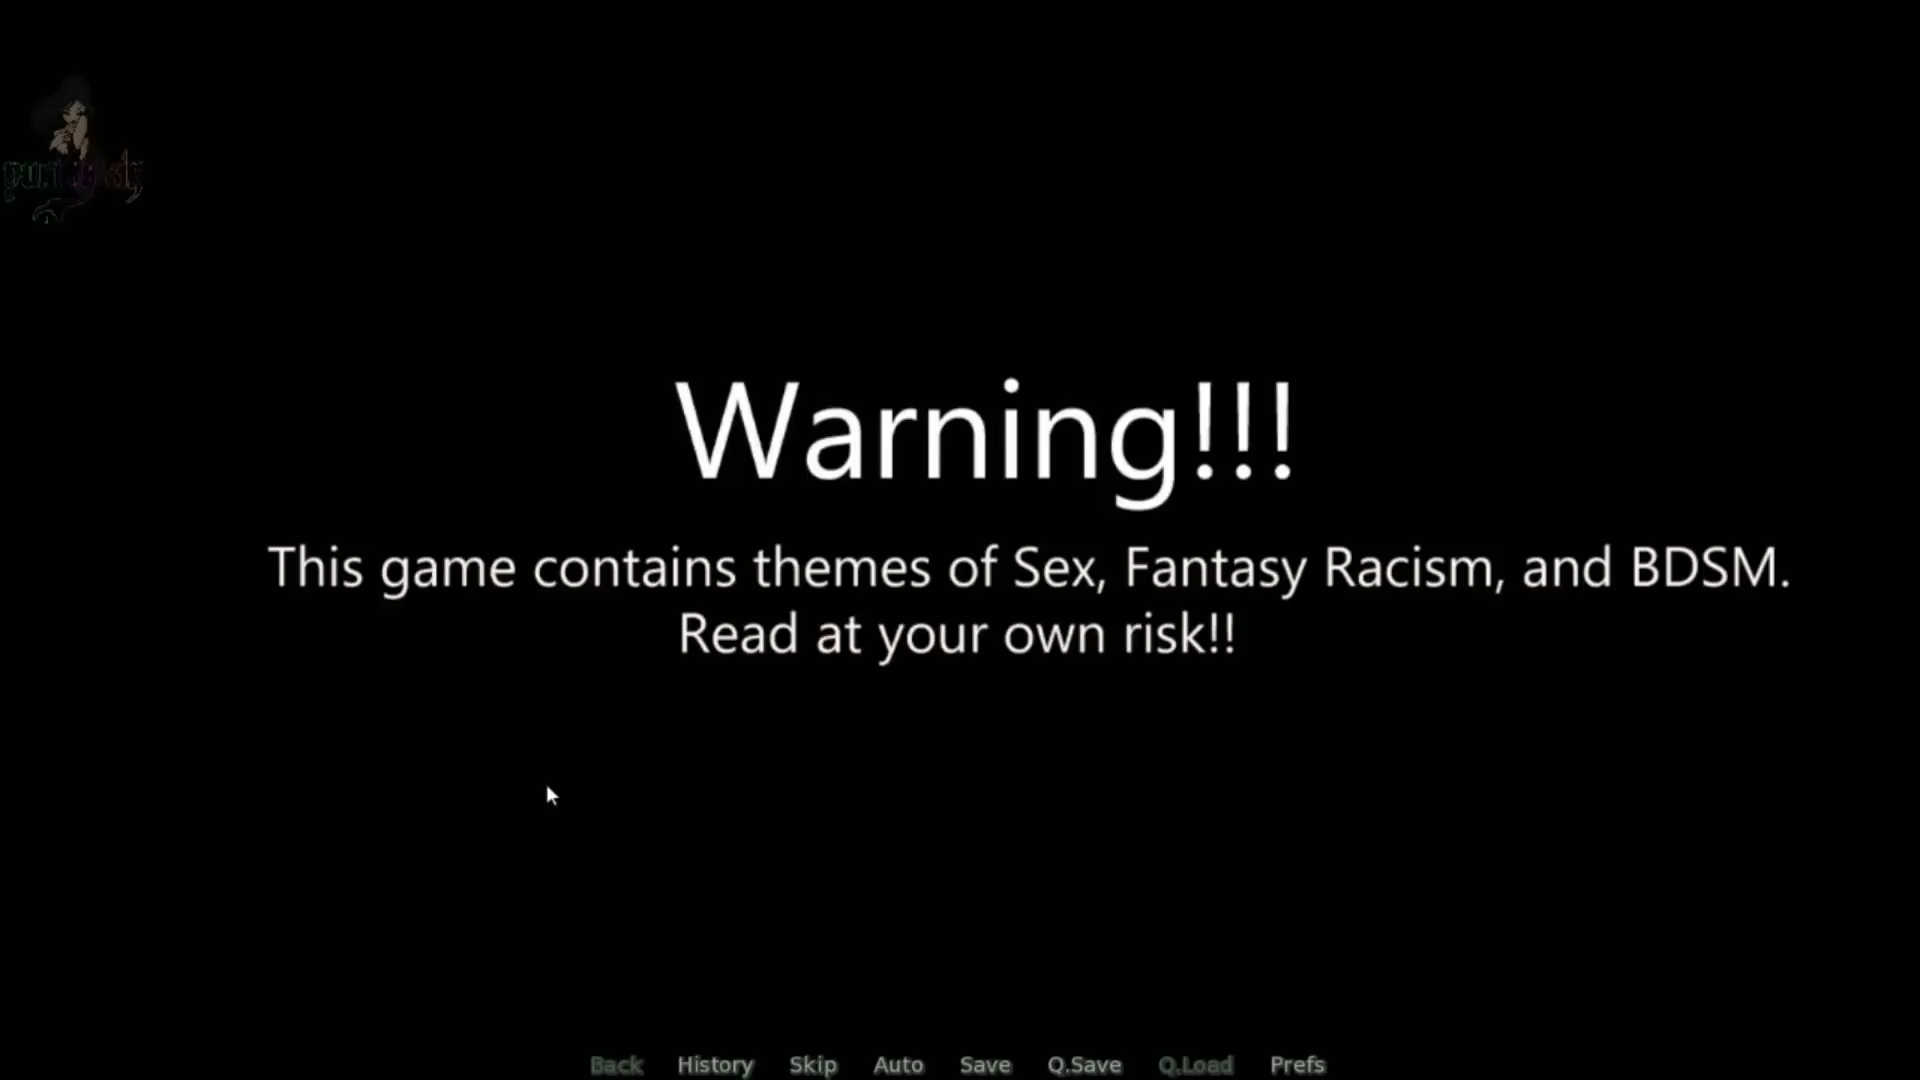 Warning!!!
This game contains themes of Sex, Fantasy Racism, and BDSM.
Read at your own risk!!
Back History Skip Auto Save Q.Save Q.Load Prefs